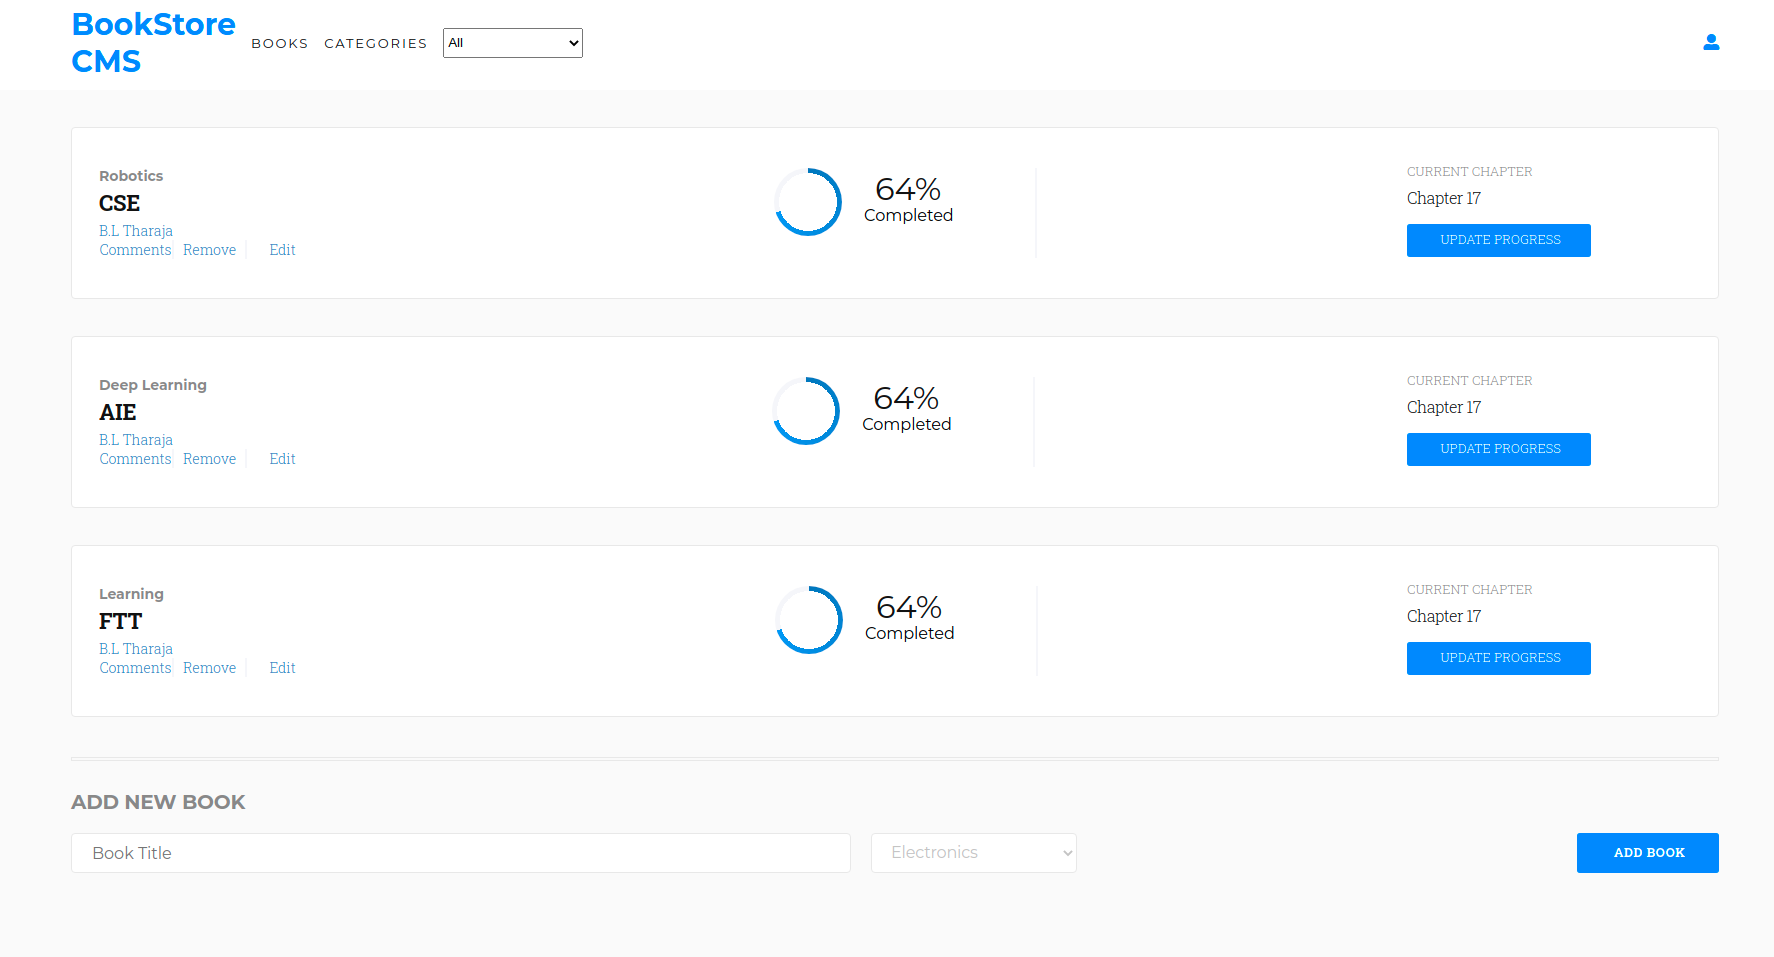 BookStore
CMS
BOOKS CATEGORIES All
Robotics
CSE
B.L Tharaja
Comments Remove Edit
64%
Completed
CURRENT CHAPTER
Chapter 17
UPDATE PROGRESS
Deep Learning
AIE
B.L Tharaja
Comments Remove Edit
64%
Completed
CURRENT CHAPTER
Chapter 17
UPDATE PROGRESS
Learning
FTT
B.L Tharaja
Comments Remove Edit
64%
Completed
CURRENT CHAPTER
Chapter 17
UPDATE PROGRESS
ADD NEW BOOK
Book Title Electronics ADD BOOK